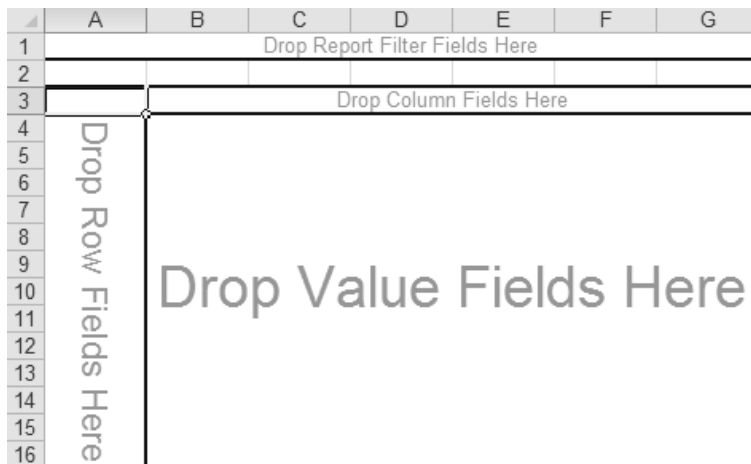 A B C D E F G
1 Drop Report Filter Fields Here
2
3 Drop Column Fields Here
4
5
6
7
8
9
10
11
12
13
14
15
16
Drop Row Fields Here
Drop Value Fields Here